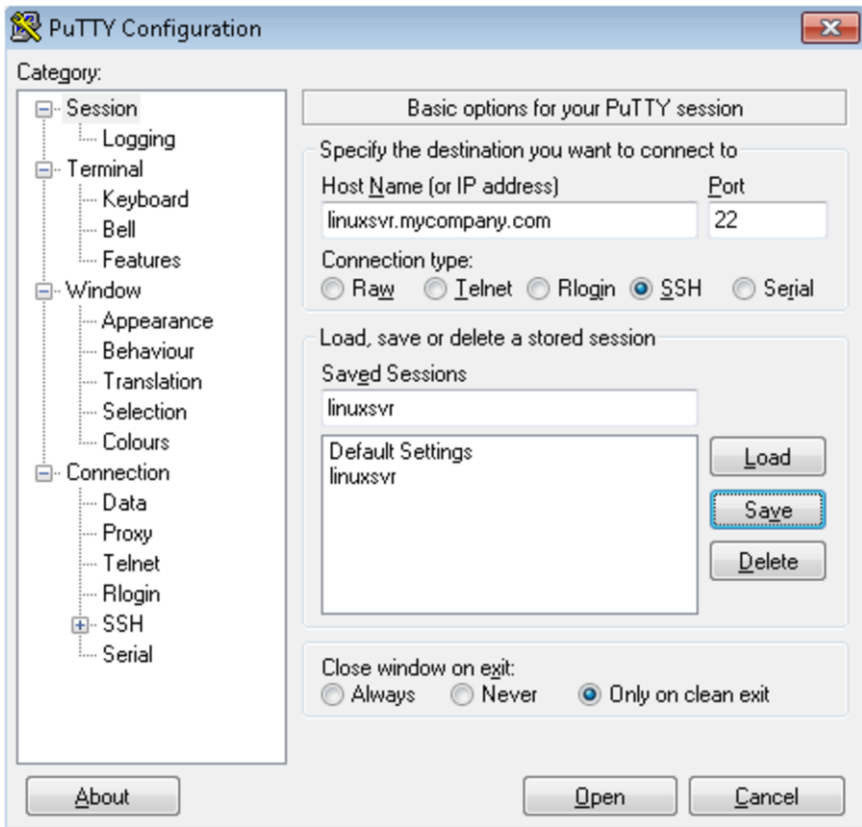 PuTTY Configuration
Category:
Session
Logging
Terminal
Keyboard
Bell
Features
Window
Appearance
Behaviour
Translation
Selection
Colours
Connection
Data
Proxy
Telnet
Rlogin
SSH
Serial
Basic options for your PuTTY session
Specify the destination you want to connect to
Host Name (or IP address) Port
linuxsvr.mycompany.com 22
Connection type:
Raw Telnet Rlogin SSH Serial
Load, save or delete a stored session
Saved Sessions
linuxsvr
Default Settings
linuxsvr
Load
Save
Delete
Close window on exit:
Always Never Only on clean exit
About Open Cancel